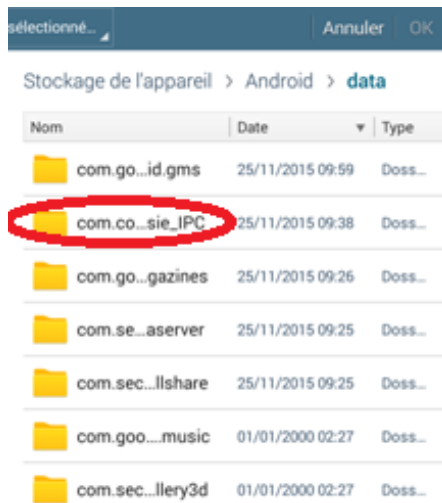 sélectionné... Annuler OK
Stockage de l'appareil > Android > data
Nom Date Type
com.go...id.gms 25/11/2015 09:59 Doss...
com.co...sie_IPC 25/11/2015 09:38 Doss...
com.go...gazines 25/11/2015 09:26 Doss...
com.se...aserver 25/11/2015 09:25 Doss...
com.sec...llshare 25/11/2015 09:25 Doss...
com.goo....music 01/01/2000 02:27 Doss...
com.sec...llery3d 01/01/2000 02:27 Doss...